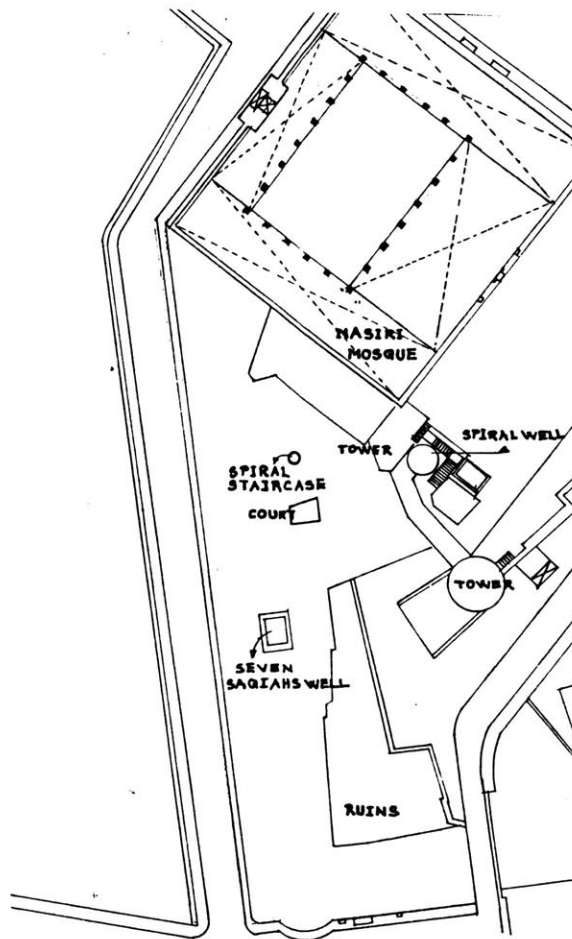 NASIRI
MOSQUE
TOWER
SPIRAL WELL
SPIRAL
STAIRCASE
COURT
TOWER
SEVEN
SAQIAHS WELL
RUINS